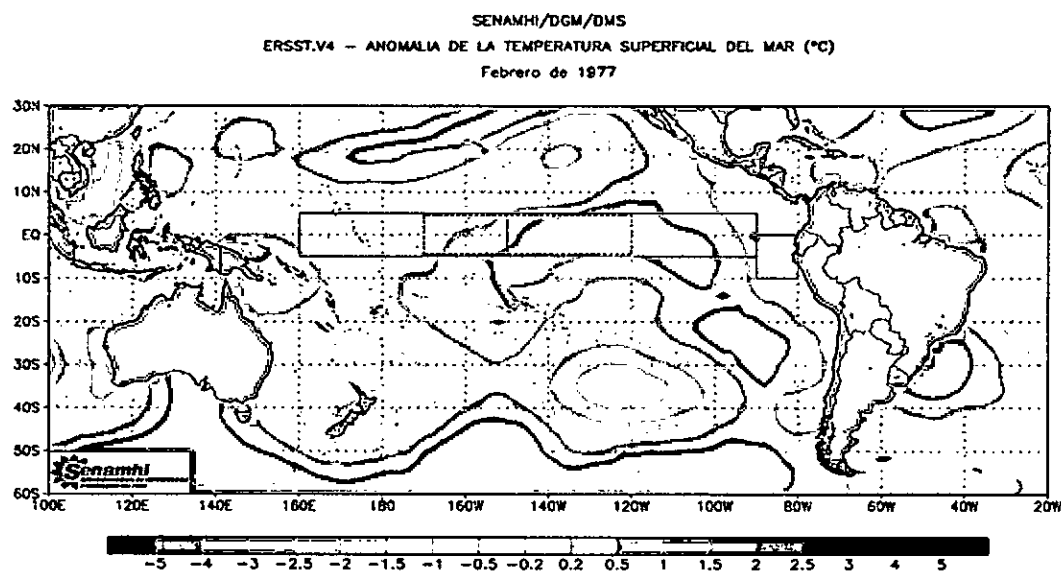 SENAMHI/DGM/DMS
ERSST.V4 – ANOMALIA DE LA TEMPERATURA SUPERFICIAL DEL MAR (°C)
Febrero de 1977
30N
20N
10N
EQ
10S
20S
30S
40S
50S
60S
Senamhi
100E 120E 140E 160E 180 160W 140W 120W 100W 80W 60W 40W 20W
-5 -4 -3 -2.5 -2 -1.5 -1 -0.5 -0.2 0.2 0.5 1 1.5 2 2.5 3 4 5